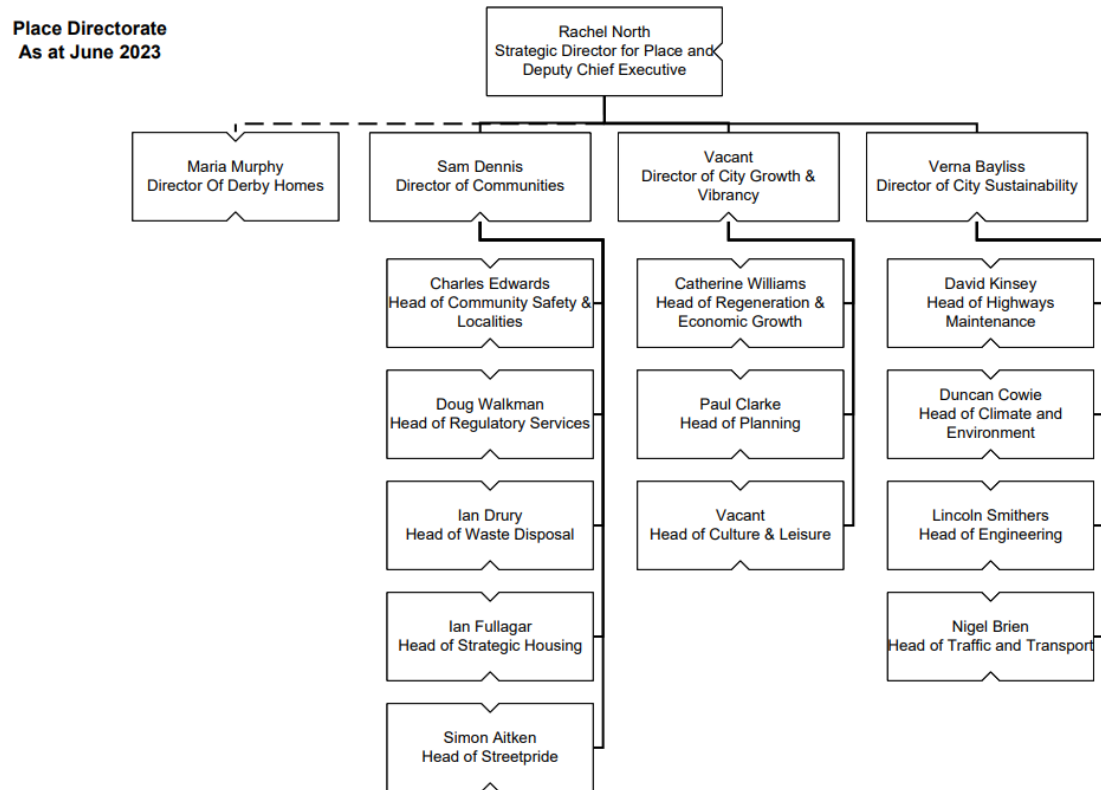 Place Directorate
As at June 2023
Rachel North
Strategic Director for Place and
Deputy Chief Executive
Maria Murphy
Director Of Derby Homes
Sam Dennis
Director of Communities
Vacant
Director of City Growth &
Vibrancy
Verna Bayliss
Director of City Sustainability
Charles Edwards
Head of Community Safety &
Localities
Doug Walkman
Head of Regulatory Services
Ian Drury
Head of Waste Disposal
Ian Fullagar
Head of Strategic Housing
Simon Aitken
Head of Streetpride
Catherine Williams
Head of Regeneration &
Economic Growth
Paul Clarke
Head of Planning
Vacant
Head of Culture & Leisure
David Kinsey
Head of Highways
Maintenance
Duncan Cowie
Head of Climate and
Environment
Lincoln Smithers
Head of Engineering
Nigel Brien
Head of Traffic and Transport